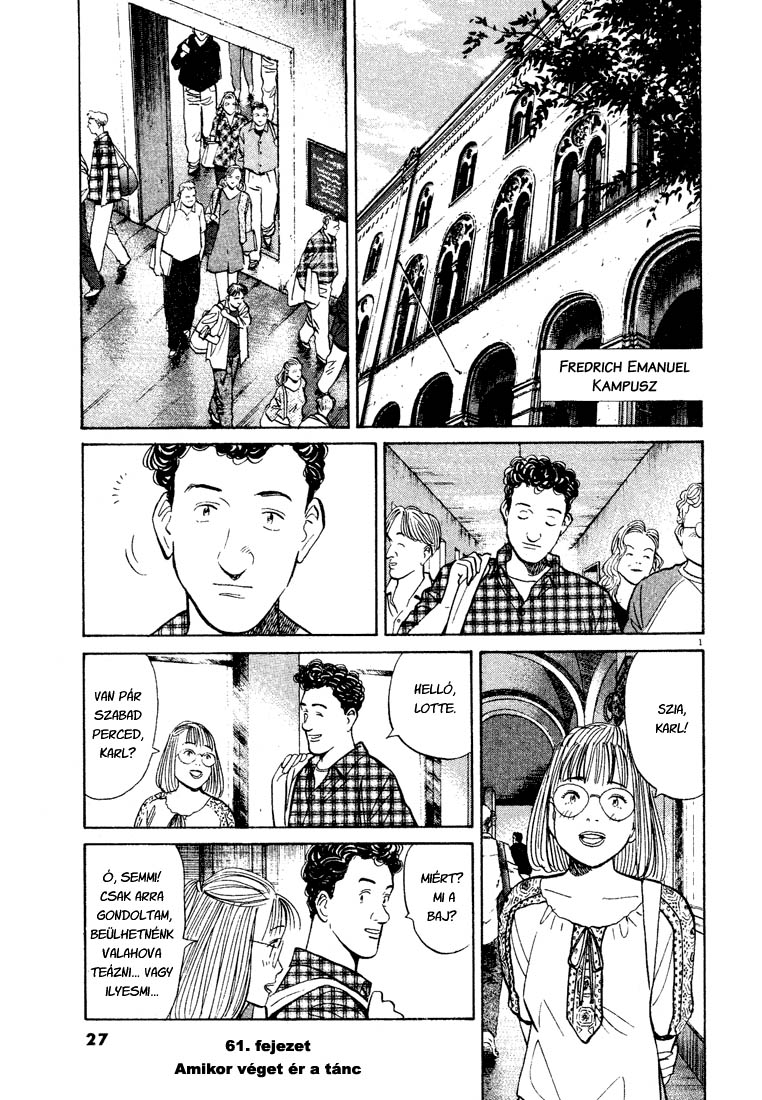 FREDRICH EMANUEL
KAMPUSZ
1
SZIA,
KARL!
HELLÓ,
LOTTE.
VAN PÁR
SZABAD
PERCED,
KARL?
MIÉRT?
MI A
BAJ?
Ó, SEMMI!
CSAK ARRA
GONDOLTAM,
BEÜLHETNÉNK
VALAHOVA
TEÁZNI... VAGY
ILYESMI...
27
61. fejezet
Amikor véget ér a tánc